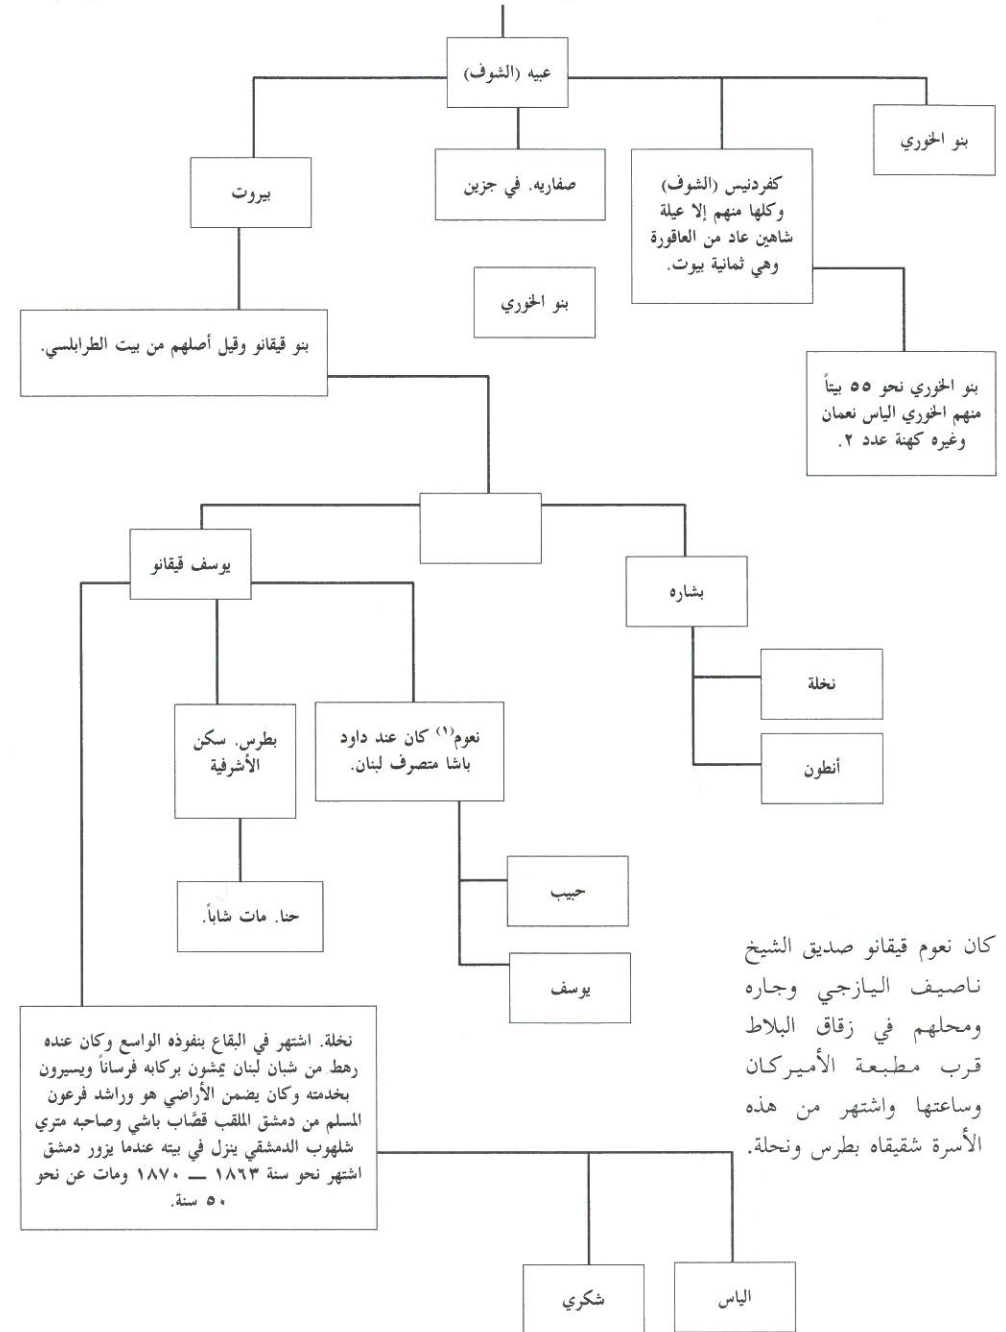 عبيه (الشوف)
بنو الخوري
كفردنيس (الشوف)
وكلها منهم إلا عيلة
شاهين عاد من العاقورة
وهي ثمانية بيوت.
صفاريه. في جزين
بيروت
بنو الخوري
بنو قيقانو وقيل أصلهم من بيت الطرابلسي.
بنو الخوري نحو ٥٥ بيتاً
منهم الخوري الياس نعمان
وغيره كهنة عدد ٢.
يوسف قيقانو
بشاره
نخلة
أنطون
نعوم(١) كان عند داود
باشا متصرف لبنان.
بطرس. سكن
الأشرفية
حبيب
حنا. مات شاباً.
يوسف
كان نعوم قيقانو صديق الشيخ
ناصيف اليازجي وجاره
ومحلهم في زقاق البلاط
قرب مطبعة الأميركان
وساعتها واشتهر من هذه
الأسرة شقيقاه بطرس ونحلة.
نخلة. اشتهر في البقاع بنفوذه الواسع وكان عنده
رهط من شبان لبنان يمشون بركابه فرساناً ويسيرون
بخدمته وكان يضمن الأراضي هو وراشد فرعون
المسلم من دمشق الملقب قصَّاب باشي وصاحبه متري
شلهوب الدمشقي ينزل في بيته عندما يزور دمشق
اشتهر نحو سنة ١٨٦٣ — ١٨٧٠ ومات عن نحو
٥٠ سنة.
الياس
شكري